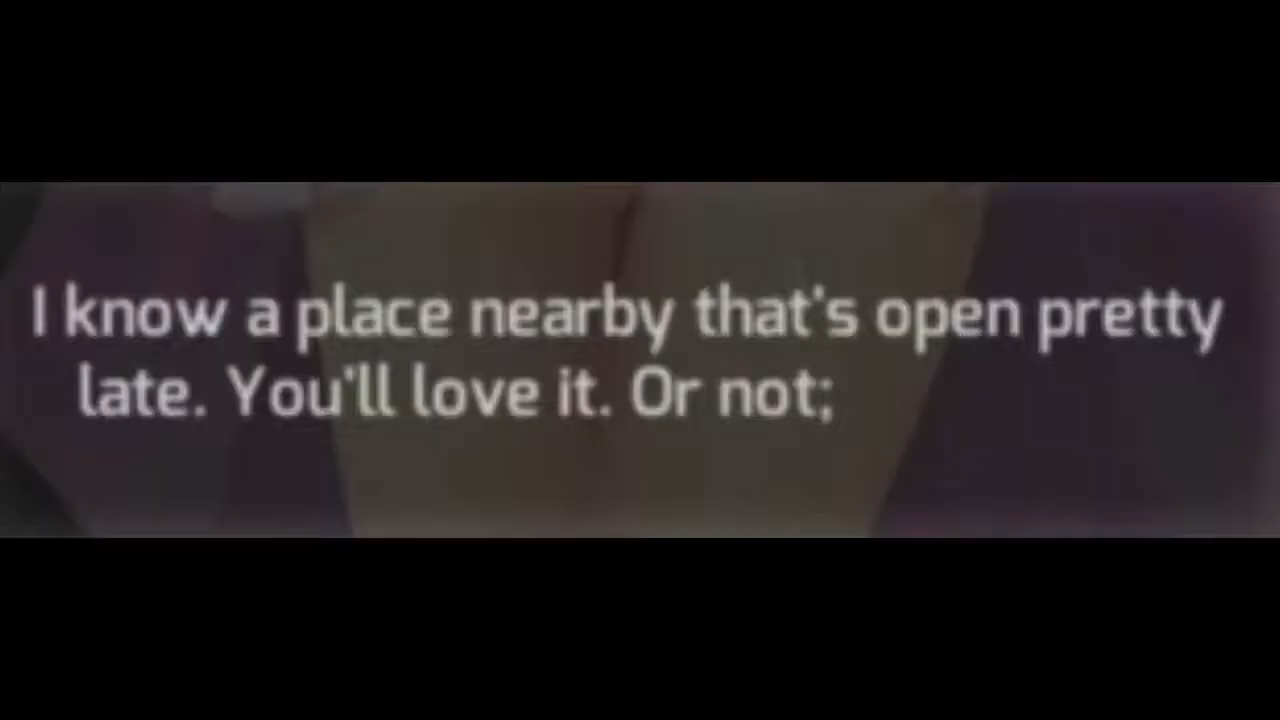 I know a place nearby that's open pretty
late. You'll love it. Or not;